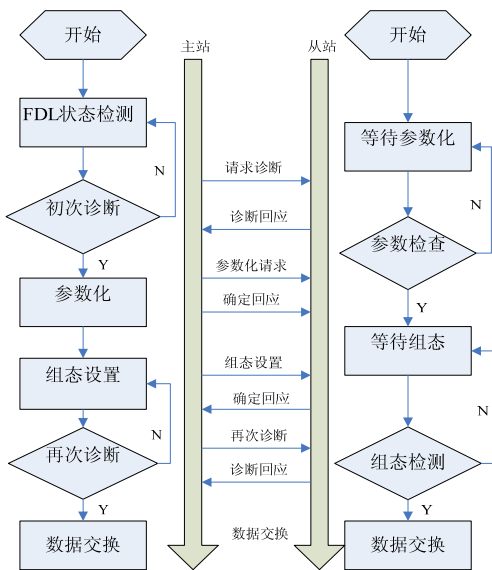 开始
FDL状态检测
N
初次诊断
Y
参数化
组态设置
N
再次诊断
Y
数据交换
主站
从站
请求诊断
诊断回应
参数化请求
确定回应
组态设置
确定回应
再次诊断
诊断回应
数据交换
开始
等待参数化
N
参数检查
Y
等待组态
N
组态检测
Y
数据交换